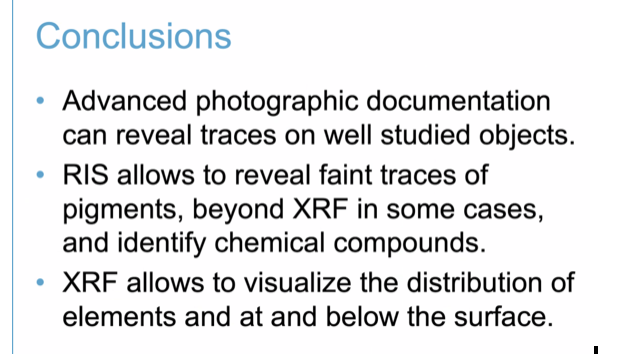 Conclusions
• Advanced photographic documentation
can reveal traces on well studied objects.
• RIS allows to reveal faint traces of
pigments, beyond XRF in some cases,
and identify chemical compounds.
• XRF allows to visualize the distribution of
elements and at and below the surface.